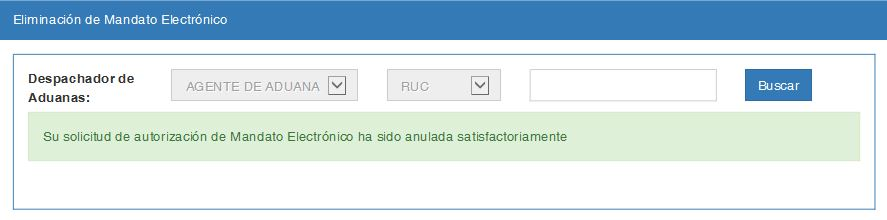 Eliminación de Mandato Electrónico
Despachador de
Aduanas:
AGENTE DE ADUANA
RUC
Buscar
Su solicitud de autorización de Mandato Electrónico ha sido anulada satisfactoriamente